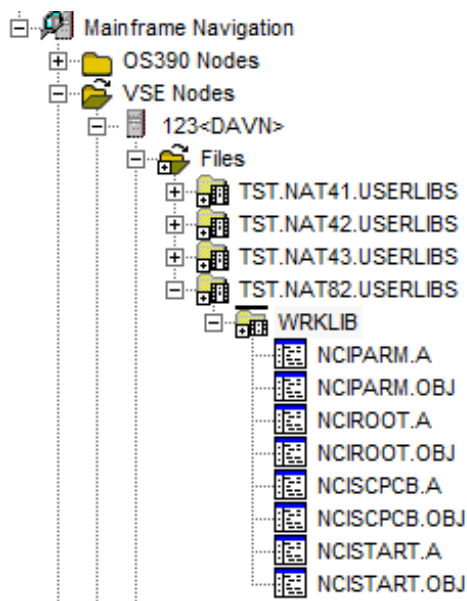 Mainframe Navigation
OS390 Nodes
VSE Nodes
123<DAVN>
Files
TST.NAT41.USERLIBS
TST.NAT42.USERLIBS
TST.NAT43.USERLIBS
TST.NAT82.USERLIBS
WRKLIB
NCIPARM.A
NCIPARM.OBJ
NCIROOT.A
NCIROOT.OBJ
NCISCPCB.A
NCISCPCB.OBJ
NCISTART.A
NCISTART.OBJ